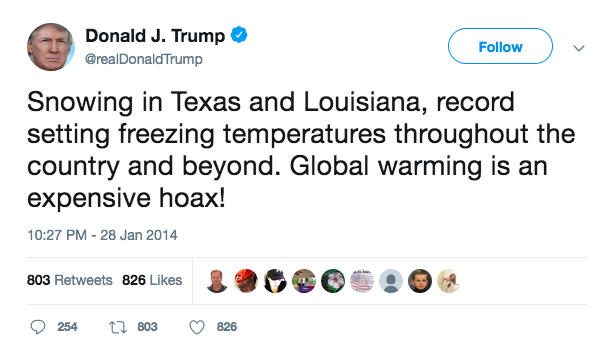 Donald J. Trump
Follow
@realDonaldTrump
Snowing in Texas and Louisiana, record
setting freezing temperatures throughout the
country and beyond. Global warming is an
expensive hoax!
10:27 PM - 28 Jan 2014
803 Retweets 826 Likes
254 803 826